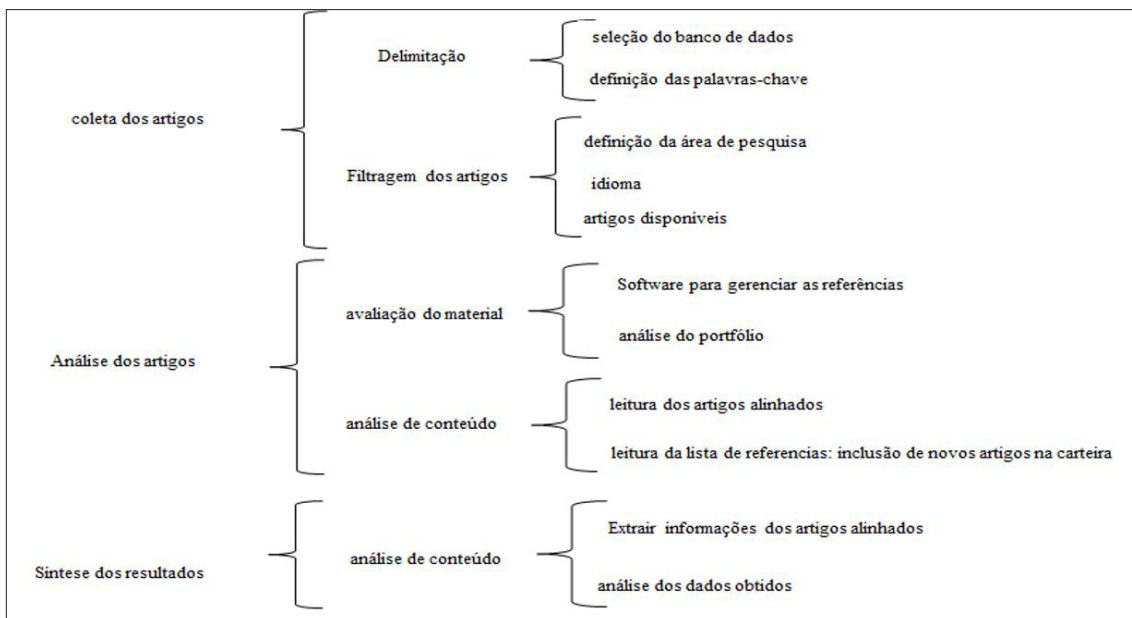 coleta dos artigos
Delimitação
seleção do banco de dados
definição das palavras-chave
Filtragem dos artigos
definição da área de pesquisa
idioma
artigos disponíveis
Análise dos artigos
avaliação do material
Software para gerenciar as referências
análise do portfólio
análise de conteúdo
leitura dos artigos alinhados
leitura da lista de referencias: inclusão de novos artigos na carteira
Síntese dos resultados
análise de conteúdo
Extrair informações dos artigos alinhados
análise dos dados obtidos